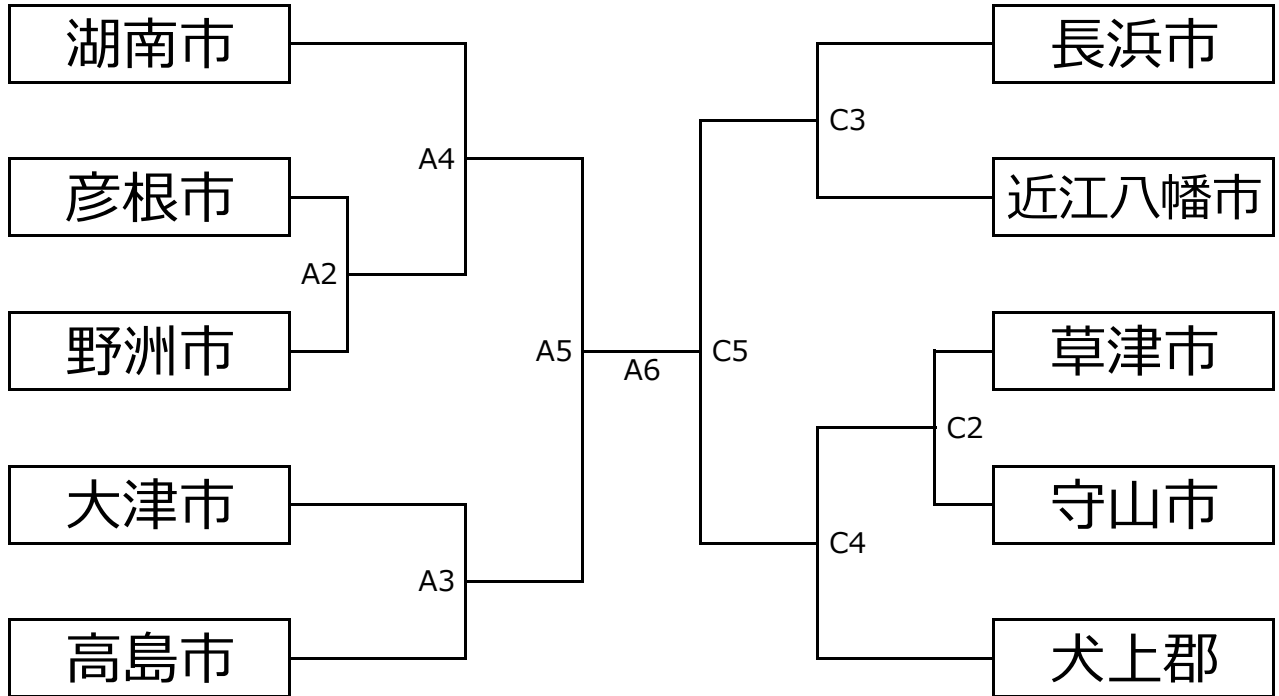 湖南市
彦根市
野洲市
大津市
高島市
A2
A4
A3
A5
A6
C5
C3
C4
C2
長浜市
近江八幡市
草津市
守山市
犬上郡